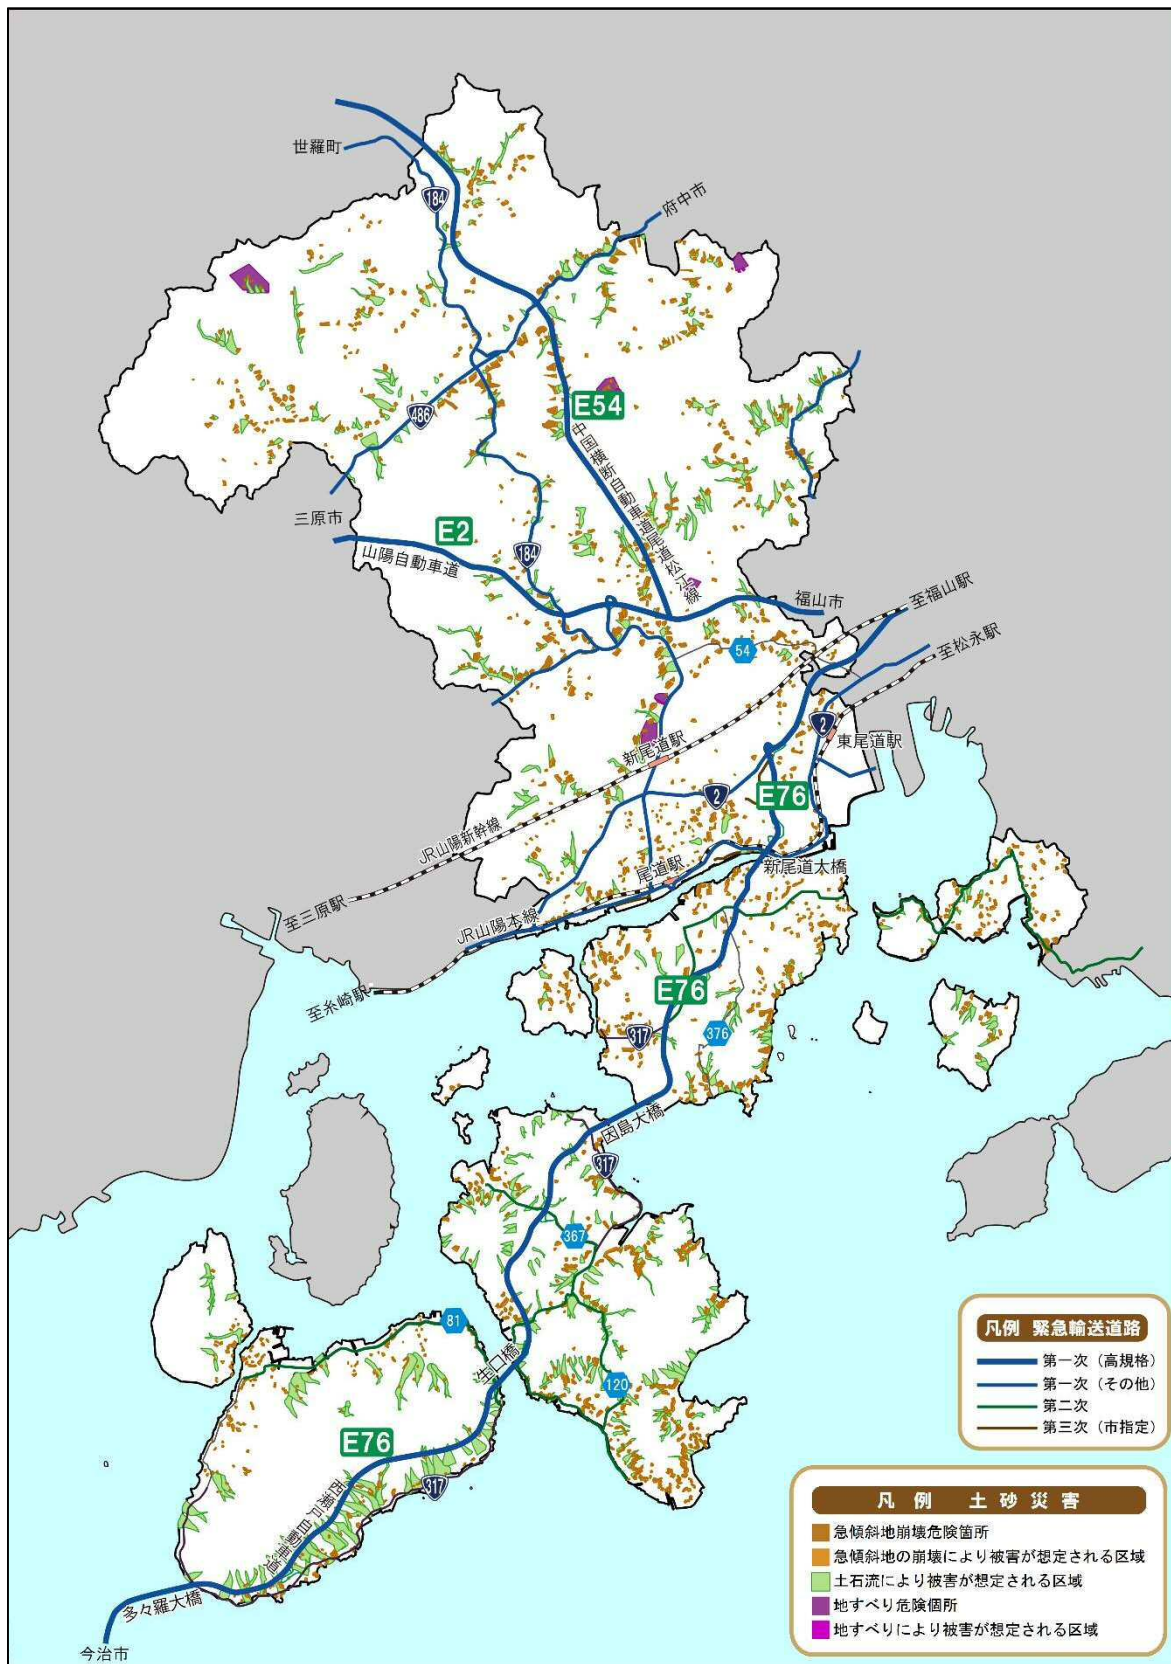 世羅町
184
府中市
E54
486
中国横断自動車道尾道松江線
三原市
E2
山陽自動車道
184
福山市
至福山駅
54
至松永駅
2
東尾道駅
新尾道駅
2
E76
JR山陽新幹線
尾道駅
新尾道大橋
至三原駅
JR山陽本線
至糸崎駅
E76
317
376
因島大橋
317
367
81
生口橋
120
E76
317
西瀬戸自動車道
多々羅大橋
今治市
凡例 緊急輸送道路
第一次（高規格）
第一次（その他）
第二次
第三次（市指定）
凡例 土砂災害
急傾斜地崩壊危険箇所
急傾斜地の崩壊により被害が想定される区域
土石流により被害が想定される区域
地すべり危険個所
地すべりにより被害が想定される区域